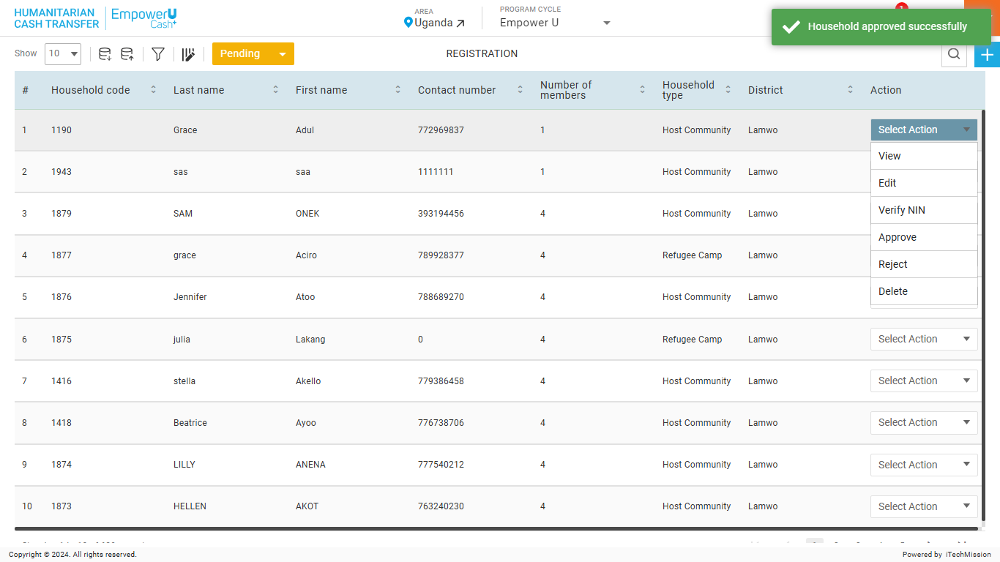 HUMANITARIAN
CASH TRANSFER
EmpowerU
Cash+
AREA
Uganda
PROGRAM CYCLE
Empower U
1
Household approved successfully
Show 10
Pending
REGISTRATION
# Household code Last name First name Contact number Number of members Household type District Action
1 1190 Grace Adul 772969837 1 Host Community Lamwo Select Action
View
2 1943 sas saa 1111111 1 Host Community Lamwo
Edit
Verify NIN
3 1879 SAM ONEK 393194456 4 Host Community Lamwo
Approve
4 1877 grace Aciro 789928377 4 Refugee Camp Lamwo
Reject
Delete
5 1876 Jennifer Atoo 788689270 4 Host Community Lamwo
6 1875 julia Lakang 0 4 Refugee Camp Lamwo Select Action
7 1416 stella Akello 779386458 4 Host Community Lamwo Select Action
8 1418 Beatrice Ayoo 776738706 4 Host Community Lamwo Select Action
9 1874 LILLY ANENA 777540212 4 Host Community Lamwo Select Action
10 1873 HELLEN AKOT 763240230 4 Host Community Lamwo Select Action
Copyright © 2024. All rights reserved.
Powered by iTechMission